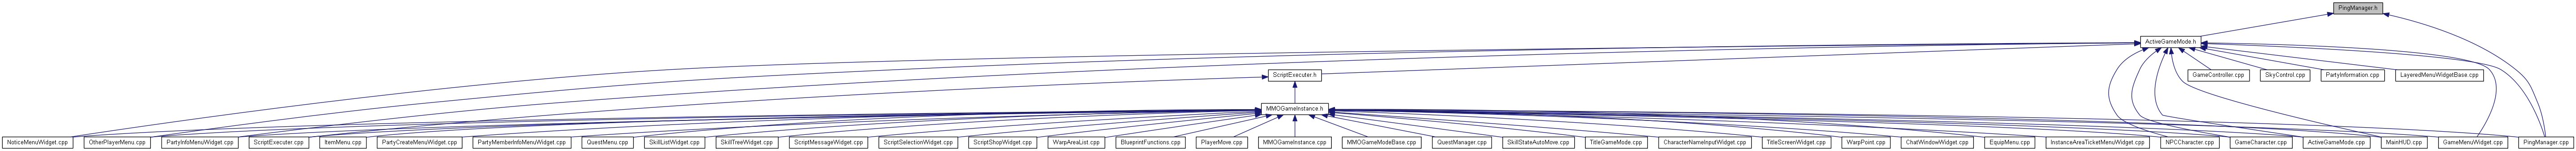 PingManager.h
ActiveGameMode.h
ScriptExecuter.h
GameController.cpp
SkyControl.cpp
PartyInformation.cpp
LayeredMenuWidgetBase.cpp
MMOGameInstance.h
NoticeMenuWidget.cpp
OtherPlayerMenu.cpp
PartyInfoMenuWidget.cpp
ScriptExecuter.cpp
ItemMenu.cpp
PartyCreateMenuWidget.cpp
PartyMemberInfoMenuWidget.cpp
QuestMenu.cpp
SkillListWidget.cpp
SkillTreeWidget.cpp
ScriptMessageWidget.cpp
ScriptSelectionWidget.cpp
ScriptShopWidget.cpp
WarpAreaList.cpp
BlueprintFunctions.cpp
PlayerMove.cpp
MMOGameInstance.cpp
MMOGameModeBase.cpp
QuestManager.cpp
SkillStateAutoMove.cpp
TitleGameMode.cpp
CharacterNameInputWidget.cpp
TitleScreenWidget.cpp
WarpPoint.cpp
ChatWindowWidget.cpp
EquipMenu.cpp
InstanceAreaTicketMenuWidget.cpp
NPCCharacter.cpp
GameCharacter.cpp
ActiveGameMode.cpp
MainHUD.cpp
GameMenuWidget.cpp
PingManager.cpp